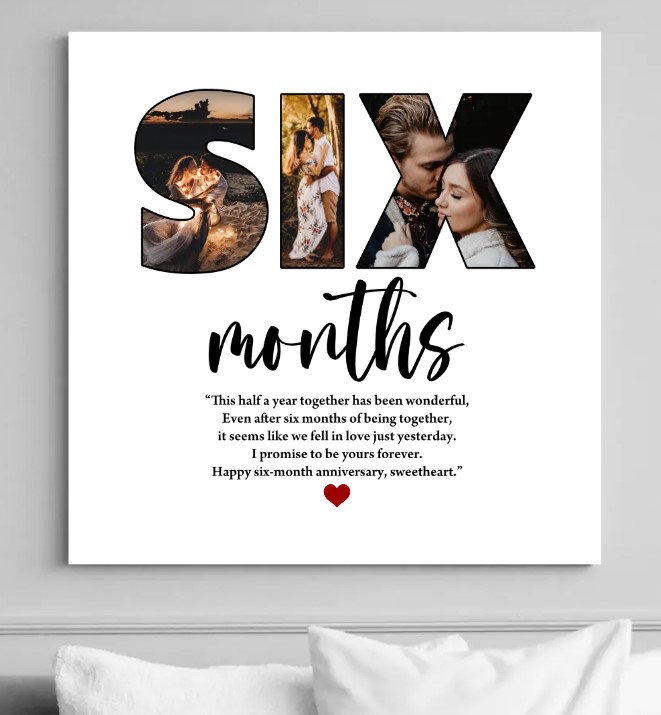 SIX
months
“This half a year together has been wonderful,
Even after six months of being together,
it seems like we fell in love just yesterday.
I promise to be yours forever.
Happy six-month anniversary, sweetheart.”